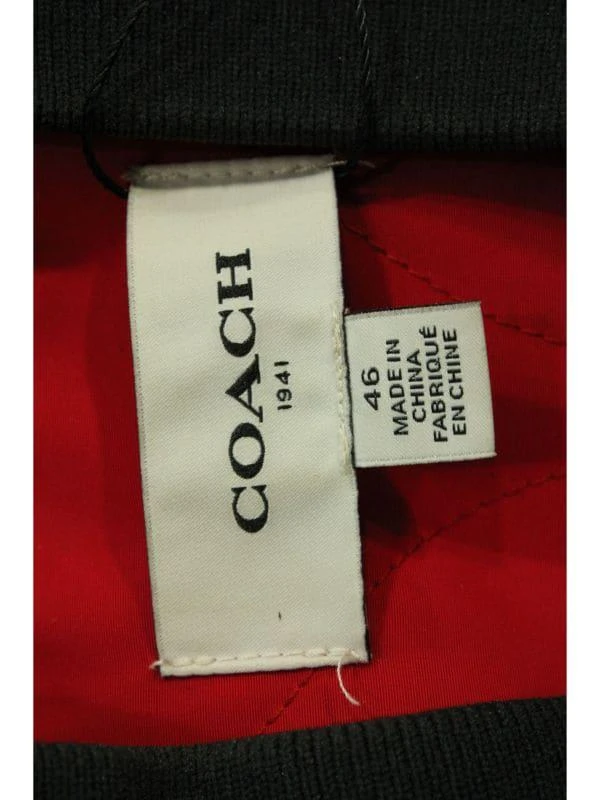 COACH
1941
46
MADE IN
CHINA
FABRIQUÉ
EN CHINE